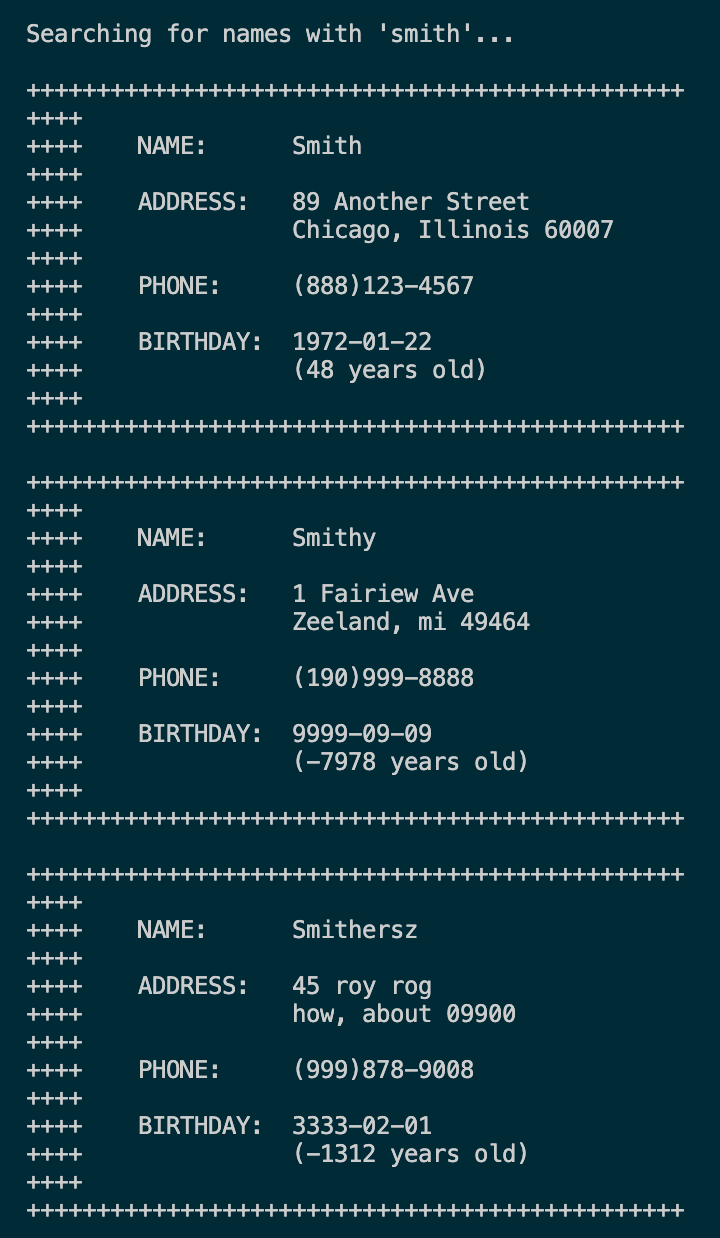 Searching for names with 'smith'...
+++++++++++++++++++++++++++++++++++++++++++++++
++++
++++    NAME:      Smith
++++
++++    ADDRESS:   89 Another Street
++++               Chicago, Illinois 60007
++++
++++    PHONE:     (888)123-4567
++++
++++    BIRTHDAY:  1972-01-22
++++               (48 years old)
++++
+++++++++++++++++++++++++++++++++++++++++++++++
+++++++++++++++++++++++++++++++++++++++++++++++
++++
++++    NAME:      Smithy
++++
++++    ADDRESS:   1 Fairiew Ave
++++               Zeeland, mi 49464
++++
++++    PHONE:     (190)999-8888
++++
++++    BIRTHDAY:  9999-09-09
++++               (-7978 years old)
++++
+++++++++++++++++++++++++++++++++++++++++++++++
+++++++++++++++++++++++++++++++++++++++++++++++
++++
++++    NAME:      Smithersz
++++
++++    ADDRESS:   45 roy rog
++++               how, about 09900
++++
++++    PHONE:     (999)878-9008
++++
++++    BIRTHDAY:  3333-02-01
++++               (-1312 years old)
++++
+++++++++++++++++++++++++++++++++++++++++++++++